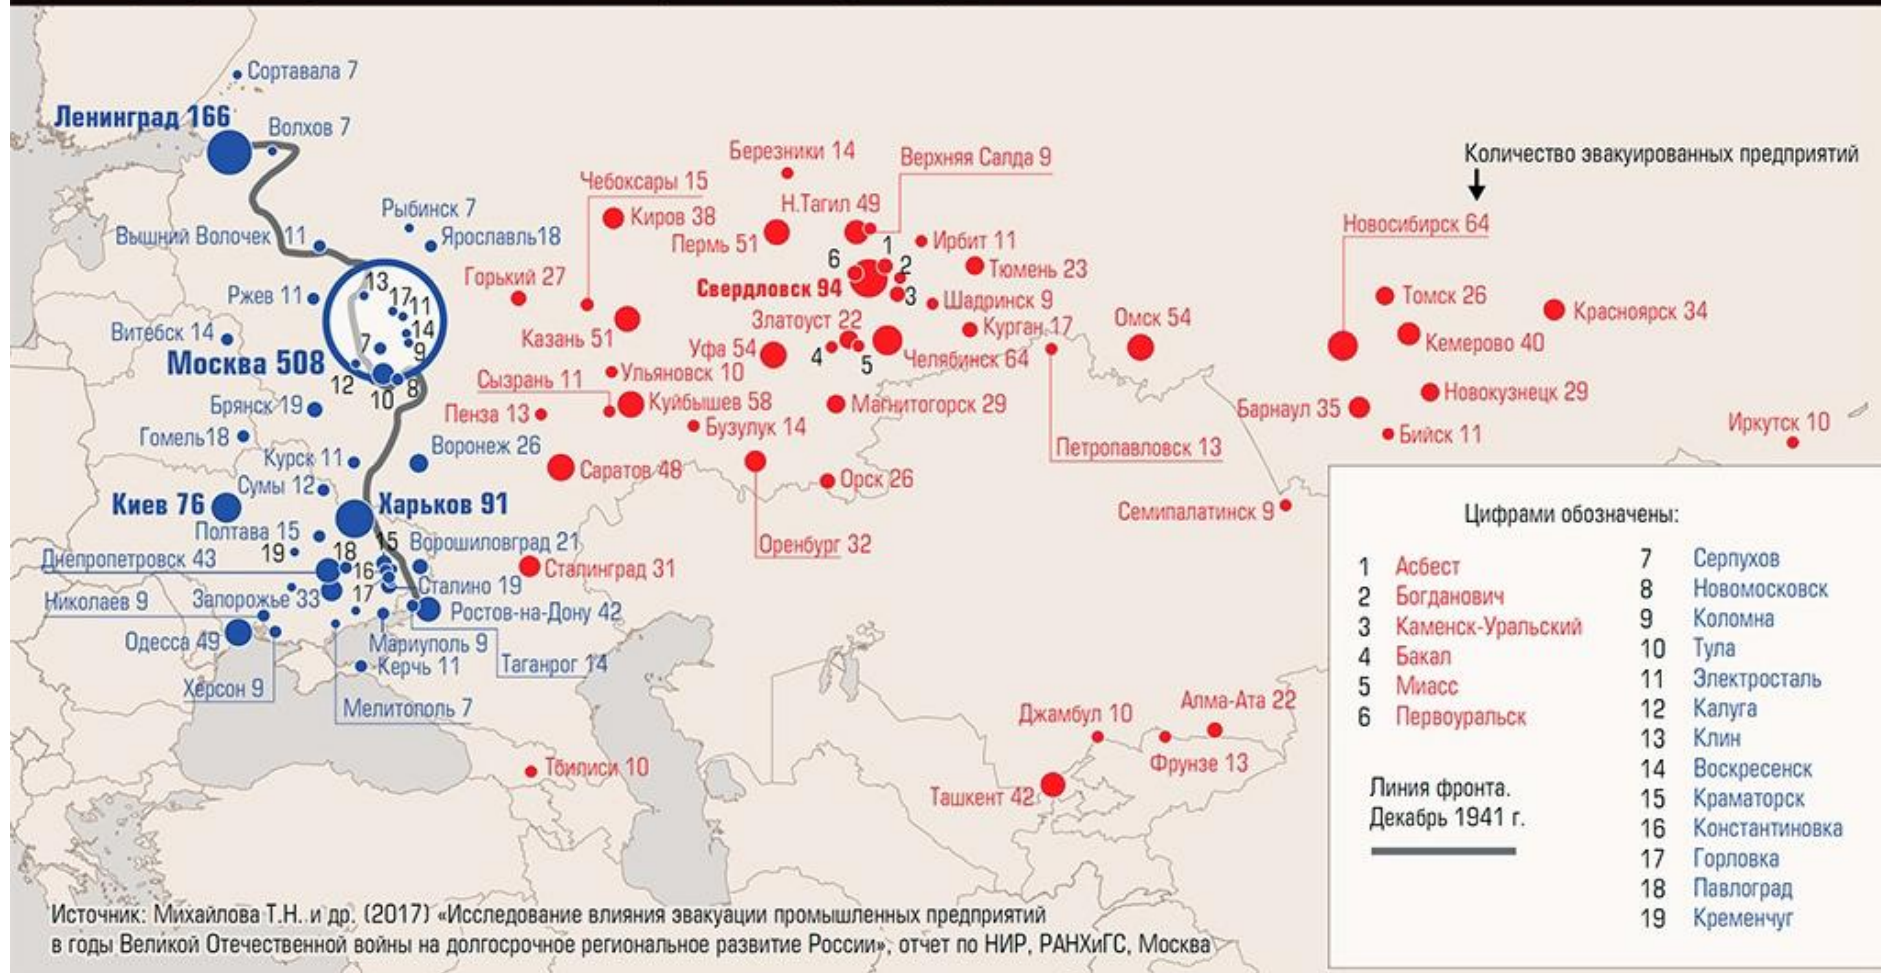 Сортавала 7
Ленинград 166
Волхов 7
Березники 14
Верхняя Салда 9
Количество эвакуированных предприятий
Чебоксары 15
Киров 38
Н.Тагил 49
Новосибирск 64
Рыбинск 7
Вышний Волочек 11
Ярославль18
Пермь 51
1
Ирбит 11
6
2
Тюмень 23
Горький 27
13
Свердловск 94
Ржев 11
17
11
3
Шадринск 9
Томск 26
Красноярск 34
Витебск 14
14
Златоуст 22
Курган 17
Омск 54
Казань 51
7
9
Уфа 54
4
5
Челябинск 64
Кемерово 40
Москва 508
12
10
8
Сызрань 11
Ульяновск 10
Новокузнецк 29
Брянск 19
Пенза 13
Куйбышев 58
Магнитогорск 29
Барнаул 35
Гомель18
Бузулук 14
Бийск 11
Иркутск 10
Курск 11
Воронеж 26
Саратов 48
Петропавловск 13
Сумы 12
Орск 26
Киев 76
Харьков 91
Семипалатинск 9
Полтава 15
19
18
15
Ворошиловград 21
Оренбург 32
Днепропетровск 43
16
Сталинград 31
Сталино 19
Николаев 9
Запорожье 33
17
Ростов-на-Дону 42
Одесса 49
Мариуполь 9
Керчь 11
Таганрог 14
Херсон 9
Мелитополь 7
Джамбул 10
Алма-Ата 22
Тбилиси 10
Фрунзе 13
Ташкент 42
Цифрами обозначены:
1 Асбест
2 Богданович
3 Каменск-Уральский
4 Бакал
5 Миасс
6 Первоуральск
7 Серпухов
8 Новомосковск
9 Коломна
10 Тула
11 Электросталь
12 Калуга
13 Клин
14 Воскресенск
15 Краматорск
16 Константиновка
17 Горловка
18 Павлоград
19 Кременчуг
Линия фронта.
Декабрь 1941 г.
Источник: Михайлова Т.Н. и др. (2017) «Исследование влияния эвакуации промышленных предприятий
в годы Великой Отечественной войны на долгосрочное региональное развитие России», отчет по НИР, РАНХиГС, Москва